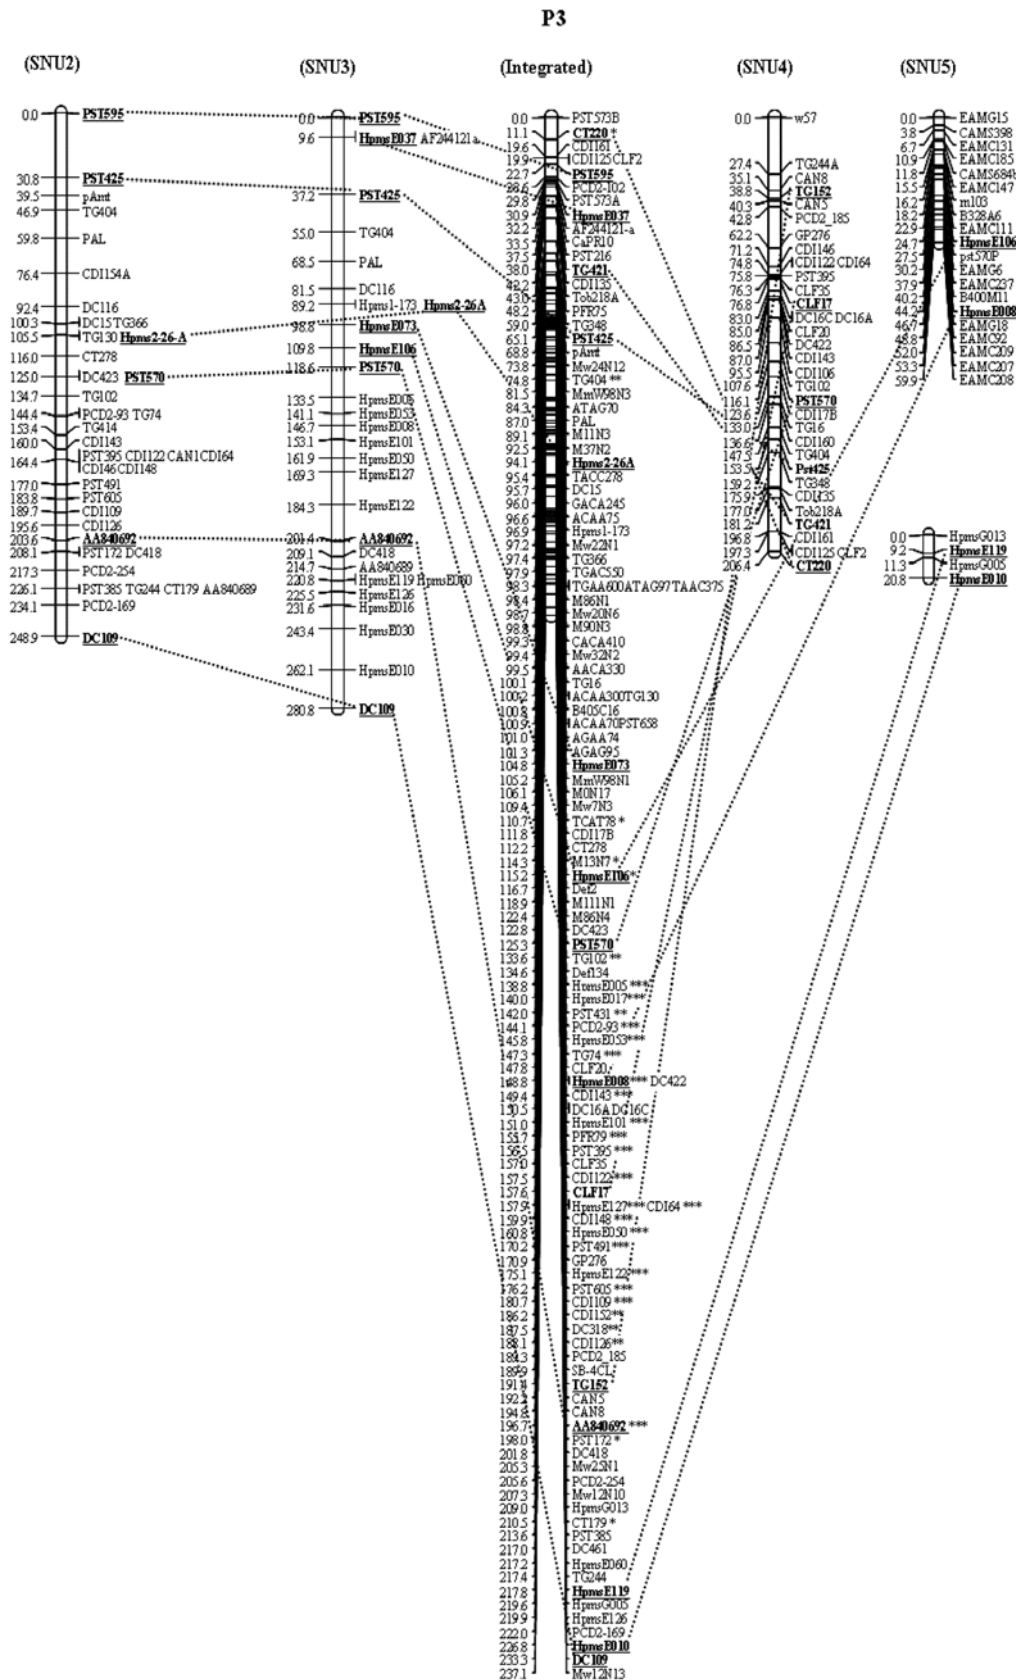 P3
(SNU2)
0.0 PST595
30.8 PST425
39.5 pAmt
46.9 TG404
59.8 PAL
76.4 CDI154A
92.4 DC116
100.3 DC15 TG366
105.5 TG130 Hpms2-26-A
116.0 CT278
125.0 DC423 PST570
134.7 TG102
144.4 PCD2-93 TG74
153.4 TG414
160.0 CDI143
164.4 PST395 CDI122 CAN1 CDI64
CDI46 CDI148
177.0 PST491
183.8 PST605
189.7 CDI109
195.6 CDI126
203.6 AA840692
208.1 PST172 DC418
217.3 PCD2-254
226.1 PST385 TG244 CT179 AA840689
234.1 PCD2-169
248.9 DC109
(SNU3)
0.0 PST595
9.6 HpmsE037 AF244121a
37.2 PST425
55.0 TG404
68.5 PAL
81.5 DC116
89.2 Hpms1-173 Hpms2-26A
98.8 HpmsE073
109.8 HpmsE106
118.6 PST570
133.5 HpmsE005
141.1 HpmsE053
146.7 HpmsE008
153.1 HpmsE101
161.9 HpmsE050
169.3 HpmsE127
184.3 HpmsE122
201.4 AA840692
209.1 DC418
214.7 AA840689
220.8 HpmsE119 HpmsE060
225.5 HpmsE126
231.6 HpmsE016
243.4 HpmsE030
262.1 HpmsE010
280.8 DC109
(Integrated)
0.0 PST573B
11.1 CT220 *
19.6 CDI161
19.9 CDI125 CLF2
22.7 PST595
28.6 PCD2-I02
29.8 PST573A
30.9 HpmsE037
32.2 AF244121-a
33.5 CaPR10
37.5 PST216
38.0 TG421
42.2 CDI135
43.0 Tob218A
48.2 PFR75
59.0 TG348
65.1 PST425
68.8 pAmt
73.8 Mw24N12
74.8 TG404 **
81.5 MmW98N3
84.3 ATAG70
87.0 PAL
89.1 M11N3
92.5 M37N2
94.1 Hpms2-26A
95.4 TACC278
95.7 DC15
96.0 GACA245
96.6 ACAA75
96.9 Hpms1-173
97.2 Mw22N1
97.4 TG366
97.9 TGAC550
98.3 TGAA600 ATAG97 TAAC375
98.4 M86N1
98.7 Mw20N6
98.8 M90N3
99.3 CACA410
99.4 Mw32N2
99.5 AACA330
100.1 TG16
100.2 ACAA300 TG130
100.8 B405C16
100.9 ACAA70 PST658
101.0 AGAA74
101.3 AGAG95
104.8 HpmsE073
105.2 MmW98N1
106.1 M0N17
109.4 Mw7N3
110.7 TCAT78 *
111.8 CDI17B
112.2 CT278
114.3 M13N7 *
115.2 HpmsE106 *
116.7 Def2
118.9 M111N1
122.4 M86N4
122.8 DC423
125.3 PST570
133.6 TG102 **
134.6 Def134
138.8 HpmsE005 ***
140.0 HpmsE017 ***
142.0 PST431 **
144.1 PCD2-93 ***
145.8 HpmsE053 ***
147.3 TG74 ***
147.8 CLF20
148.8 HpmsE008 *** DC422
149.4 CDI143 ***
150.5 DC16A DC16C
151.0 HpmsE101 ***
155.7 PFR79 ***
156.5 PST395 ***
157.0 CLF35
157.5 CDI122 ***
157.6 CLF17
157.9 HpmsE127 *** CDI64 ***
159.9 CDI148 ***
160.8 HpmsE050 ***
170.2 PST491 ***
170.9 GP276
175.1 HpmsE122 ***
176.2 PST605 ***
180.7 CDI109 ***
186.2 CDI152 **
187.5 DC318 **
188.1 CDI126 **
189.3 PCD2_185
189.9 SB-4CL
191.4 TG152
192.2 CAN5
194.8 CAN8
196.7 AA840692 ***
198.0 PST172 *
201.8 DC418
205.3 Mw25N1
205.6 PCD2-254
207.3 Mw12N10
209.0 HpmsG013
210.5 CT179 *
213.6 PST385
217.0 DC461
217.2 HpmsE060
217.4 TG244
217.8 HpmsE119
219.6 HpmsG005
219.9 HpmsE126
222.0 PCD2-169
226.8 HpmsE010
233.3 DC109
237.1 Mw12N13
(SNU4)
0.0 w57
27.4 TG244A
35.1 CAN8
38.8 TG152
40.3 CAN5
42.8 PCD2_185
62.2 GP276
71.2 CDI146
74.8 CDI122 CDI64
75.8 PST395
76.3 CLF35
76.8 CLF17
83.0 DC16C DC16A
85.0 CLF20
86.5 DC422
87.0 CDI143
95.5 CDI106
107.6 TG102
116.1 PST570
123.6 CDI17B
133.0 TG16
136.6 CDI160
147.5 TG404
153.5 Pst425
159.2 TG348
175.9 CDI135
177.0 Tob218A
181.2 TG421
196.8 CDI161
197.3 CDI125 CLF2
206.4 CT220
(SNU5)
0.0 EAMG15
3.8 CAMS398
6.7 EAMC131
10.9 EAMC185
11.8 CAMS684b
15.5 EAMC147
16.2 m103
18.2 B328A6
22.9 EAMC111
24.7 HpmsE106
27.5 pst570P
30.2 EAMG6
37.9 EAMC237
40.2 B400M11
44.2 HpmsE008
46.7 EAMG18
48.8 EAMC92
52.0 EAMC209
53.3 EAMC207
59.9 EAMC208
0.0 HpmsG013
9.2 HpmsE119
11.3 HpmsG005
20.8 HpmsE010